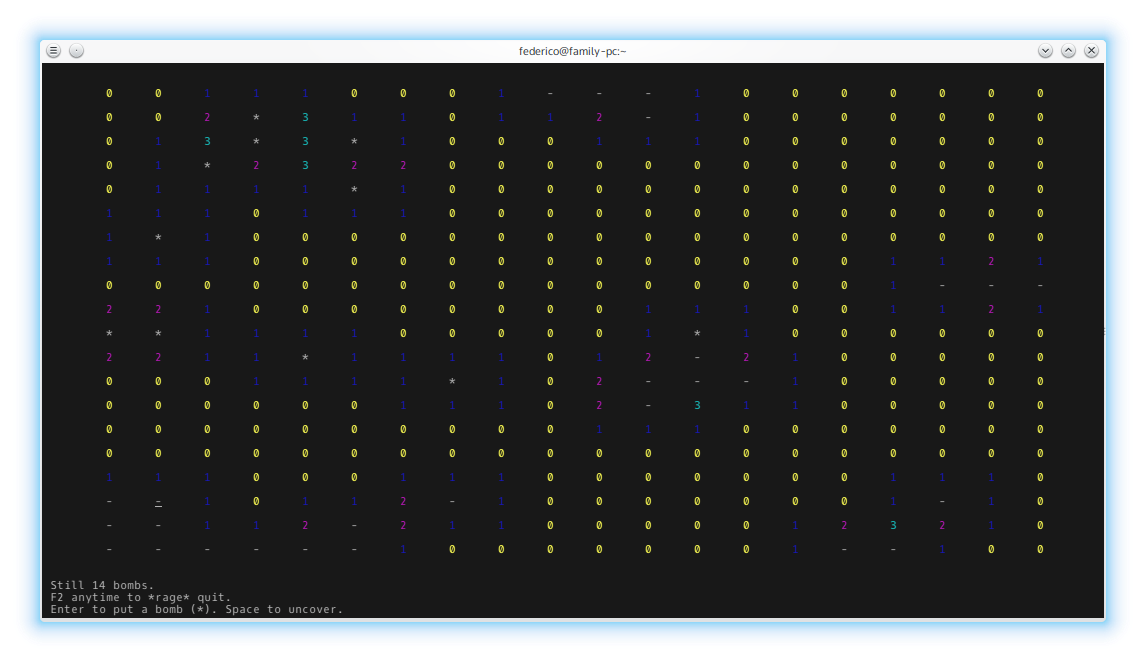 federico@family-pc:~
0 0 1 1 1 0 0 0 1 - - - 1 0 0 0 0 0 0 0
0 0 2 * 3 1 1 0 1 1 2 - 1 0 0 0 0 0 0 0
0 1 3 * 3 * 1 0 0 0 1 1 1 0 0 0 0 0 0 0
0 1 * 2 3 2 2 0 0 0 0 0 0 0 0 0 0 0 0 0
0 1 1 1 1 * 1 0 0 0 0 0 0 0 0 0 0 0 0 0
1 1 1 0 1 1 1 0 0 0 0 0 0 0 0 0 0 0 0 0
1 * 1 0 0 0 0 0 0 0 0 0 0 0 0 0 0 0 0 0
1 1 1 0 0 0 0 0 0 0 0 0 0 0 0 0 1 1 2 1
0 0 0 0 0 0 0 0 0 0 0 0 0 0 0 0 1 - - -
2 2 1 0 0 0 0 0 0 0 0 1 1 1 0 0 1 1 2 1
* * 1 1 1 1 0 0 0 0 0 1 * 1 0 0 0 0 0 0
2 2 1 1 * 1 1 1 1 0 1 2 - 2 1 0 0 0 0 0
0 0 0 1 1 1 1 * 1 0 2 - - - 1 0 0 0 0 0
0 0 0 0 0 0 1 1 1 0 2 - 3 1 1 0 0 0 0 0
0 0 0 0 0 0 0 0 0 0 1 1 1 0 0 0 0 0 0 0
0 0 0 0 0 0 0 0 0 0 0 0 0 0 0 0 0 0 0 0
1 1 1 0 0 0 1 1 1 0 0 0 0 0 0 0 1 1 1 0
- - 1 0 1 1 2 - 1 0 0 0 0 0 0 0 1 - 1 0
- - 1 1 2 - 2 1 1 0 0 0 0 0 1 2 3 2 1 0
- - - - - - 1 0 0 0 0 0 0 0 1 - - 1 0 0
Still 14 bombs.
F2 anytime to *rage* quit.
Enter to put a bomb (*). Space to uncover.